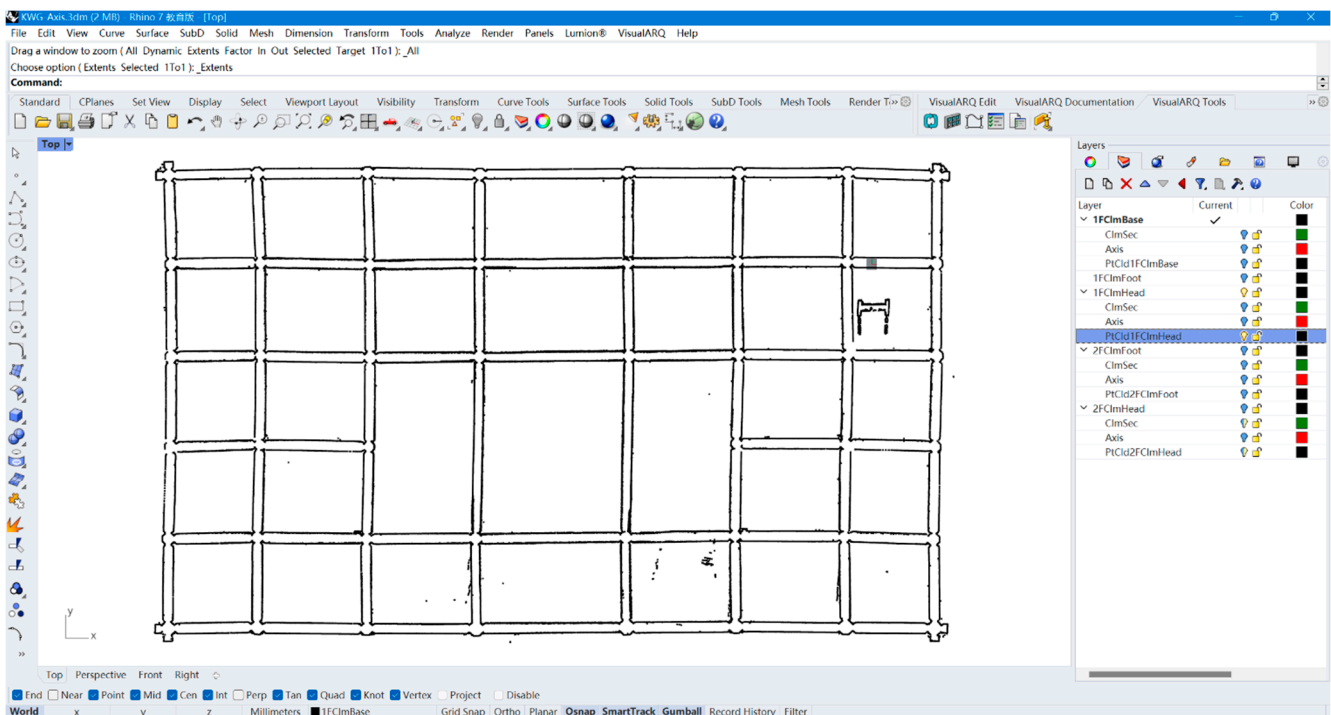 KWG Axis.3dm (2 MB) - Rhino 7 教育版 - [Top]
File Edit View Curve Surface SubD Solid Mesh Dimension Transform Tools Analyze Render Panels Lumion® VisualARQ Help
Drag a window to zoom ( All Dynamic Extents Factor In Out Selected Target 1To1 ): _All
Choose option ( Extents Selected 1To1 ): _Extents
Command:
Standard CPlanes Set View Display Select Viewport Layout Visibility Transform Curve Tools Surface Tools Solid Tools SubD Tools Mesh Tools Render To» VisualARQ Edit VisualARQ Documentation VisualARQ Tools »
Top
Layers
Layer Current Color
1FClmBase
ClmSec
Axis
PtCld1FClmBase
1FClmFoot
1FClmHead
ClmSec
Axis
PtCld1FClmHead
2FClmFoot
ClmSec
Axis
PtCld2FClmFoot
2FClmHead
ClmSec
Axis
PtCld2FClmHead
y
x
Top Perspective Front Right
End Near Point Mid Cen Int Perp Tan Quad Knot Vertex Project Disable
World x y z Millimeters 1FClmBase Grid Snap Ortho Planar Osnap SmartTrack Gumball Record History Filter